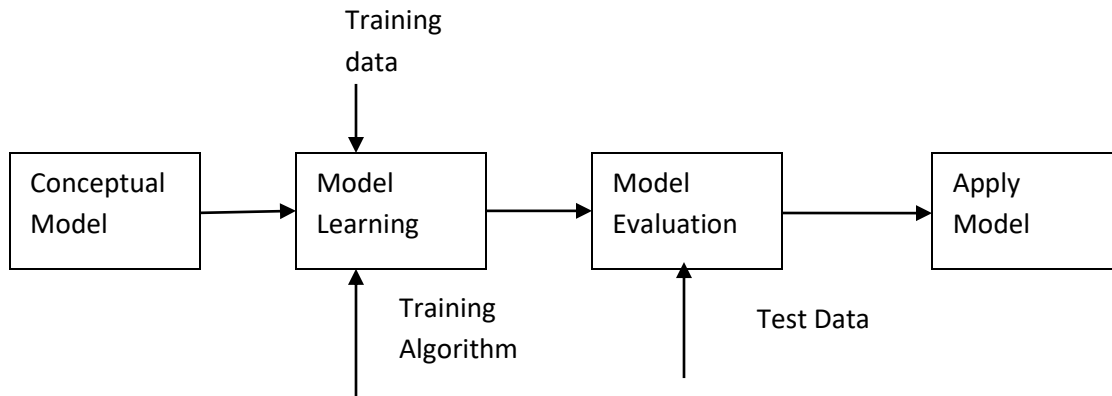 Training
data
Conceptual
Model
Model
Learning
Model
Evaluation
Apply
Model
Training
Algorithm
Test Data